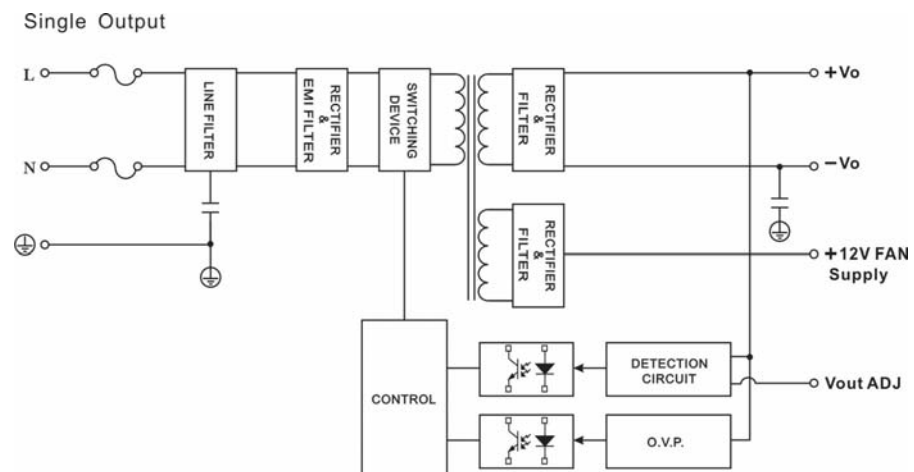 Single Output
L
N
LINE FILTER
RECTIFIER
&
EMI FILTER
SWITCHING
DEVICE
RECTIFIER
&
FILTER
+Vo
-Vo
RECTIFIER
&
FILTER
+12V FAN
Supply
CONTROL
DETECTION
CIRCUIT
Vout ADJ
O.V.P.